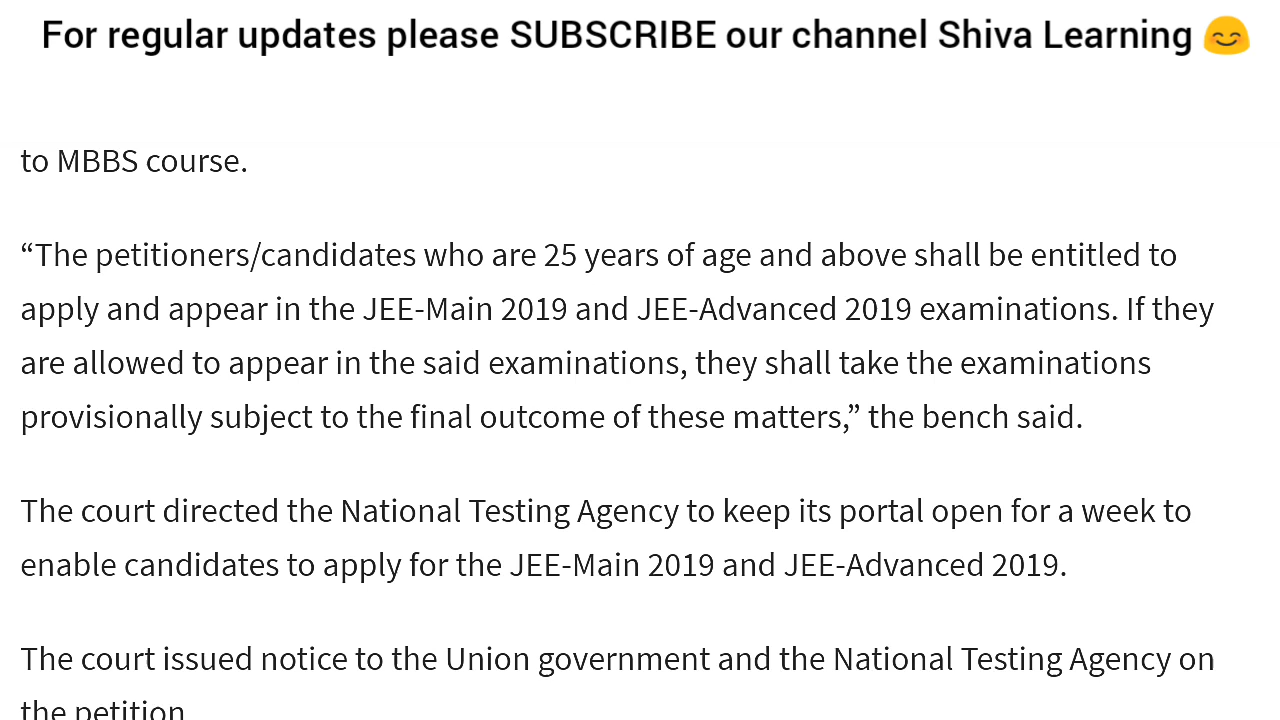 For regular updates please SUBSCRIBE our channel Shiva Learning 😊
to MBBS course.
“The petitioners/candidates who are 25 years of age and above shall be entitled to
apply and appear in the JEE-Main 2019 and JEE-Advanced 2019 examinations. If they
are allowed to appear in the said examinations, they shall take the examinations
provisionally subject to the final outcome of these matters,” the bench said.
The court directed the National Testing Agency to keep its portal open for a week to
enable candidates to apply for the JEE-Main 2019 and JEE-Advanced 2019.
The court issued notice to the Union government and the National Testing Agency on
the petition